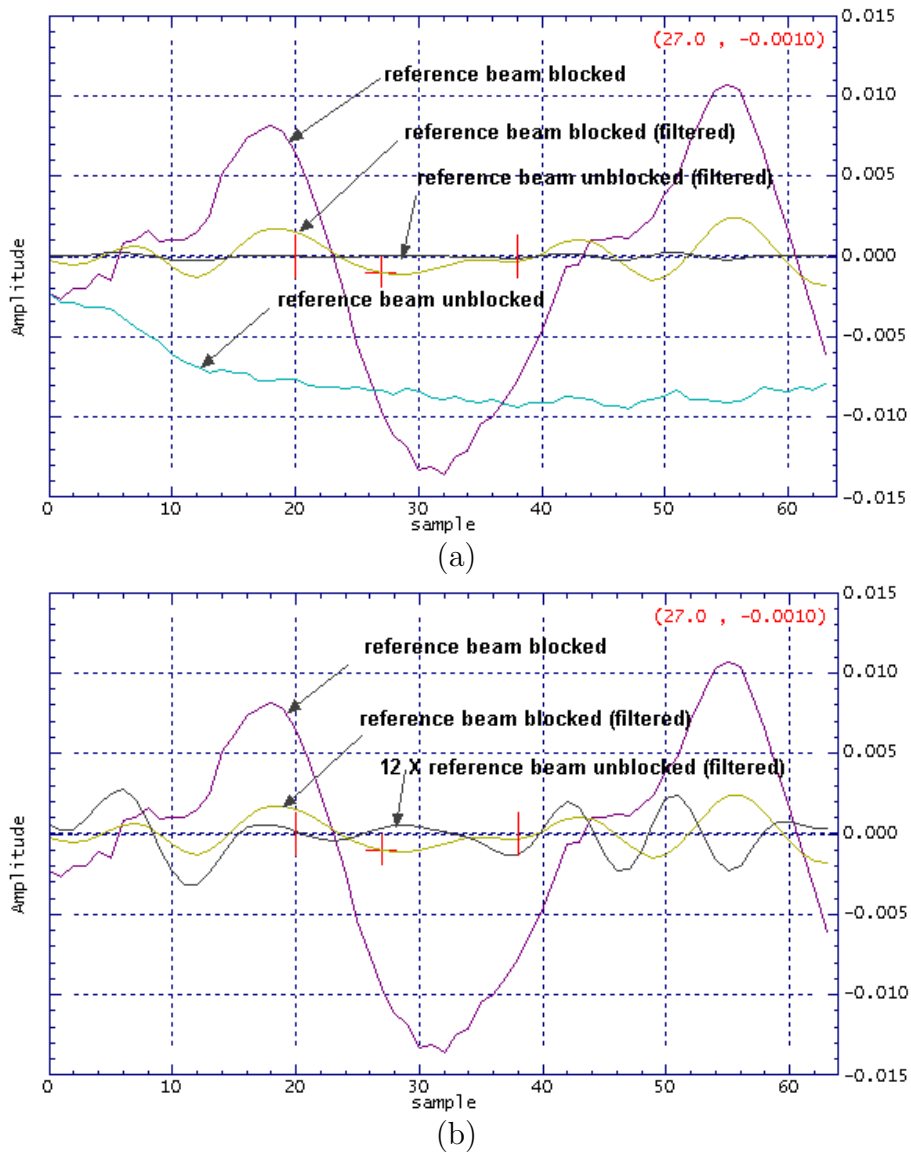 0.015
(27.0 , -0.0010)
reference beam blocked
0.010
reference beam blocked (filtered)
reference beam unblocked (filtered)
0.005
Amplitude
0.000
reference beam unblocked
-0.005
-0.010
-0.015
0 10 20 30 40 50 60
sample
(a)
0.015
(27.0 , -0.0010)
reference beam blocked
0.010
reference beam blocked (filtered)
0.005
12 X reference beam unblocked (filtered)
Amplitude
0.000
-0.005
-0.010
-0.015
0 10 20 30 40 50 60
sample
(b)